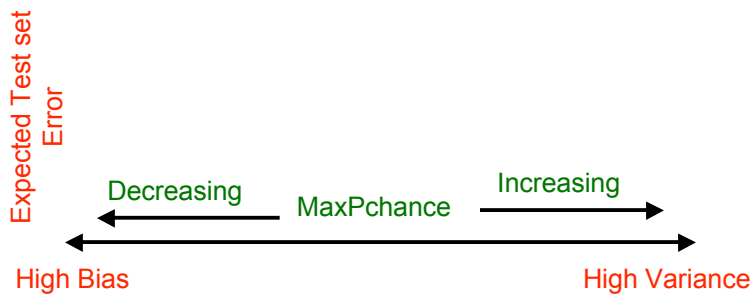 Expected Test set
Error
Decreasing
MaxPchance
Increasing
High Bias
High Variance